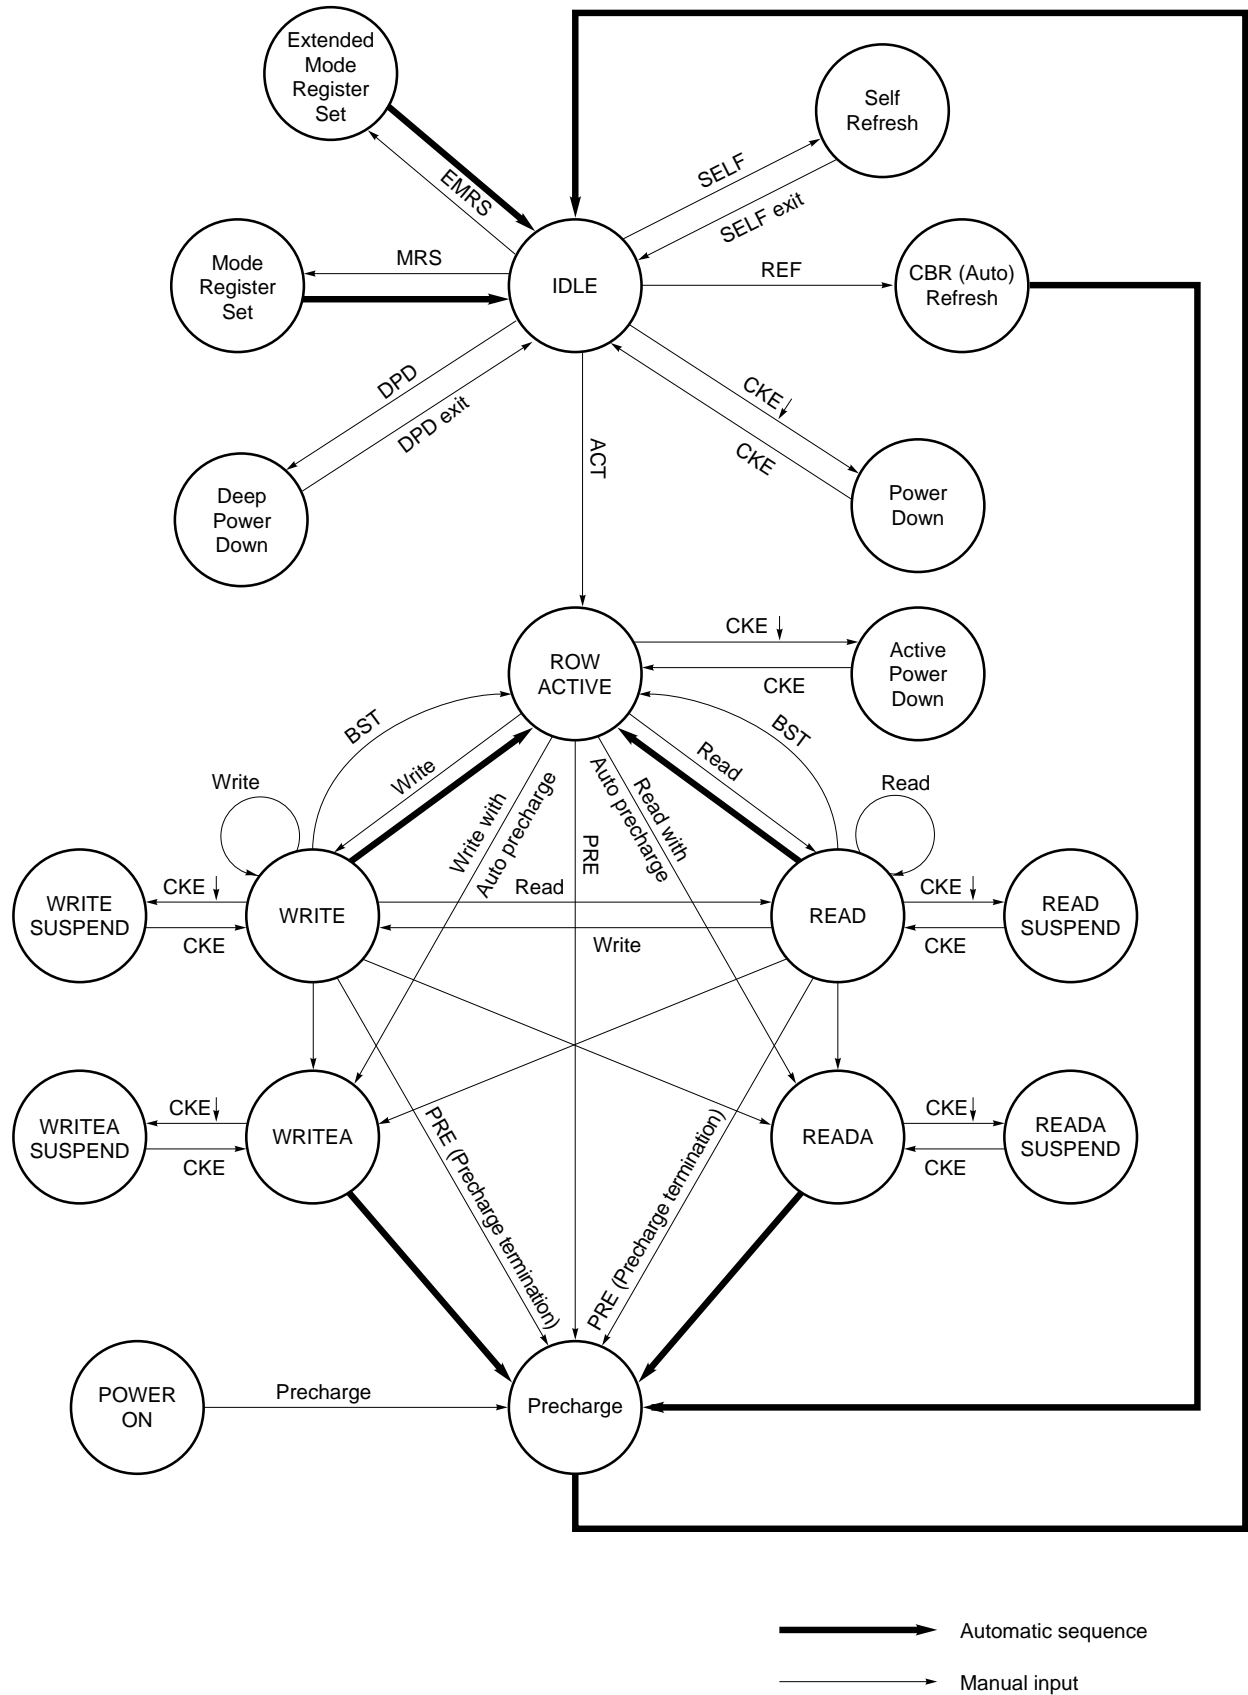 Extended
Mode
Register
Set
Self
Refresh
EMRS
SELF
SELF exit
Mode
Register
Set
MRS
IDLE
REF
CBR (Auto)
Refresh
DPD
DPD exit
CKE
CKE
ACT
Deep
Power
Down
Power
Down
ROW
ACTIVE
CKE
CKE
Active
Power
Down
BST
BST
Write
Read
Write
Write with
Auto precharge
PRE
Read with
Auto precharge
Read
WRITE
SUSPEND
CKE
CKE
WRITE
Read
Write
READ
CKE
CKE
READ
SUSPEND
WRITEA
SUSPEND
CKE
CKE
WRITEA
PRE (Precharge termination)
PRE (Precharge termination)
READA
CKE
CKE
READA
SUSPEND
POWER
ON
Precharge
Precharge
Automatic sequence
Manual input